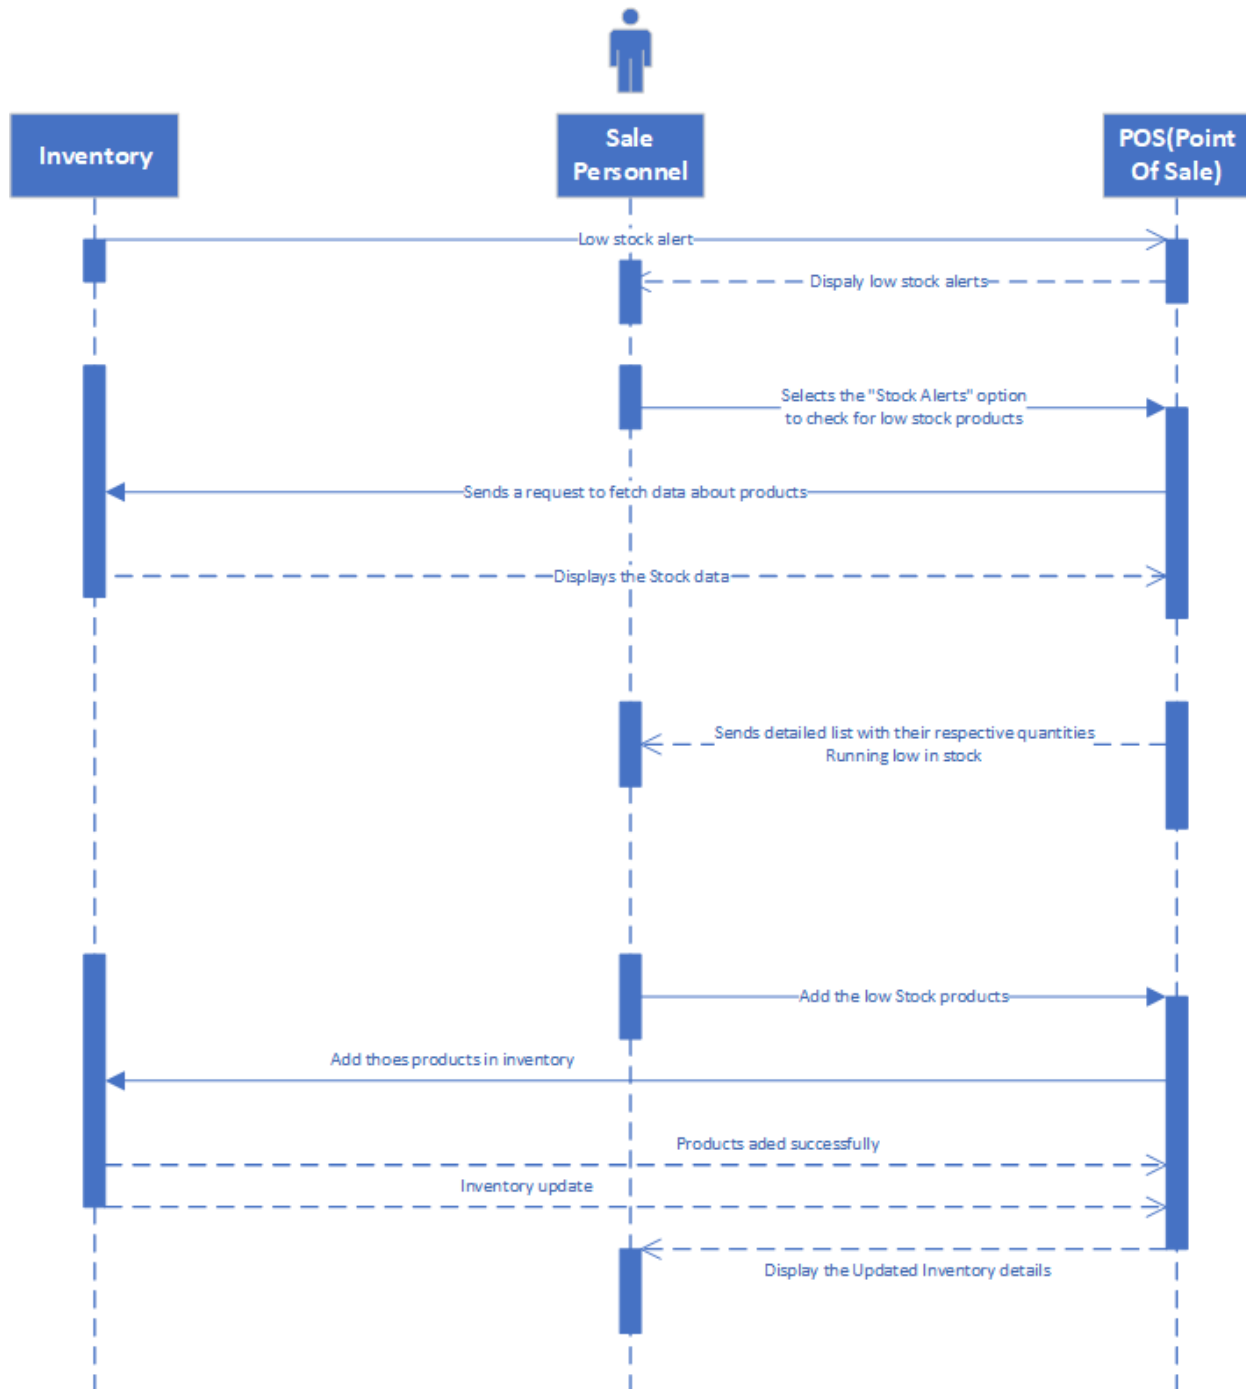 Inventory
Sale
Personnel
POS(Point
Of Sale)
Low stock alert
Dispaly low stock alerts
Selects the "Stock Alerts" option
to check for low stock products
Sends a request to fetch data about products
Displays the Stock data
Sends detailed list with their respective quantities
Running low in stock
Add the low Stock products
Add thoes products in inventory
Products aded successfully
Inventory update
Display the Updated Inventory details